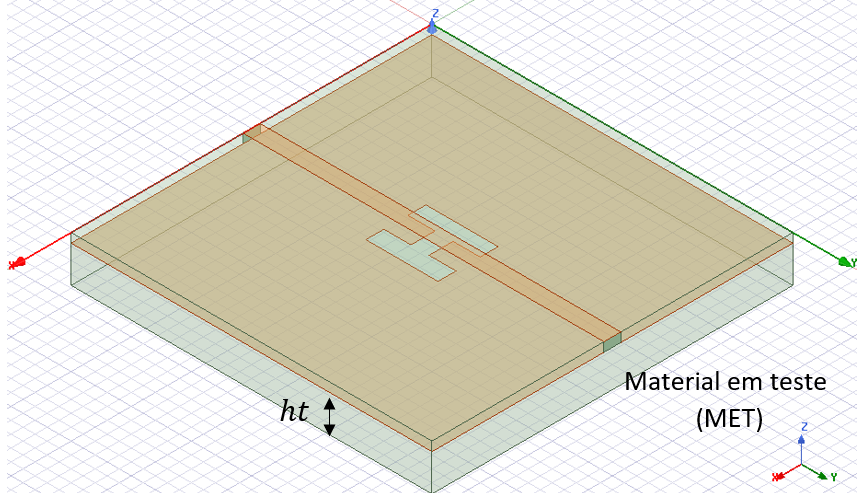 Z
X
Y
ht
Material em teste
(MET)
Z
X
Y